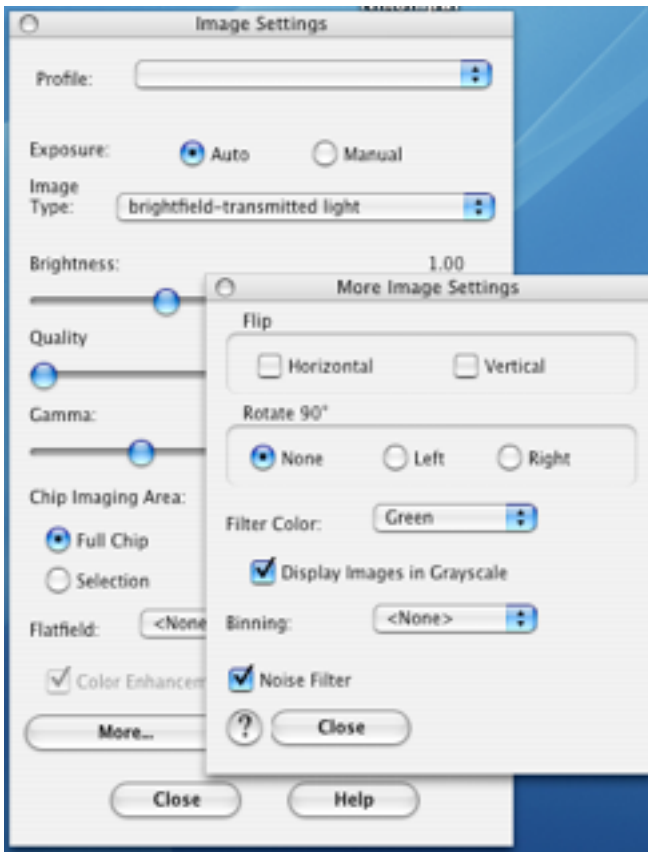 Image Settings
Profile:
Exposure: Auto Manual
Image
Type: brightfield-transmitted light
Brightness: 1.00
Quality
Gamma:
Chip Imaging Area:
Full Chip
Selection
Flatfield: <None
Color Enhancem
More...
Close Help
More Image Settings
Flip
Horizontal Vertical
Rotate 90°
None Left Right
Filter Color: Green
Display Images in Grayscale
Binning: <None>
Noise Filter
? Close